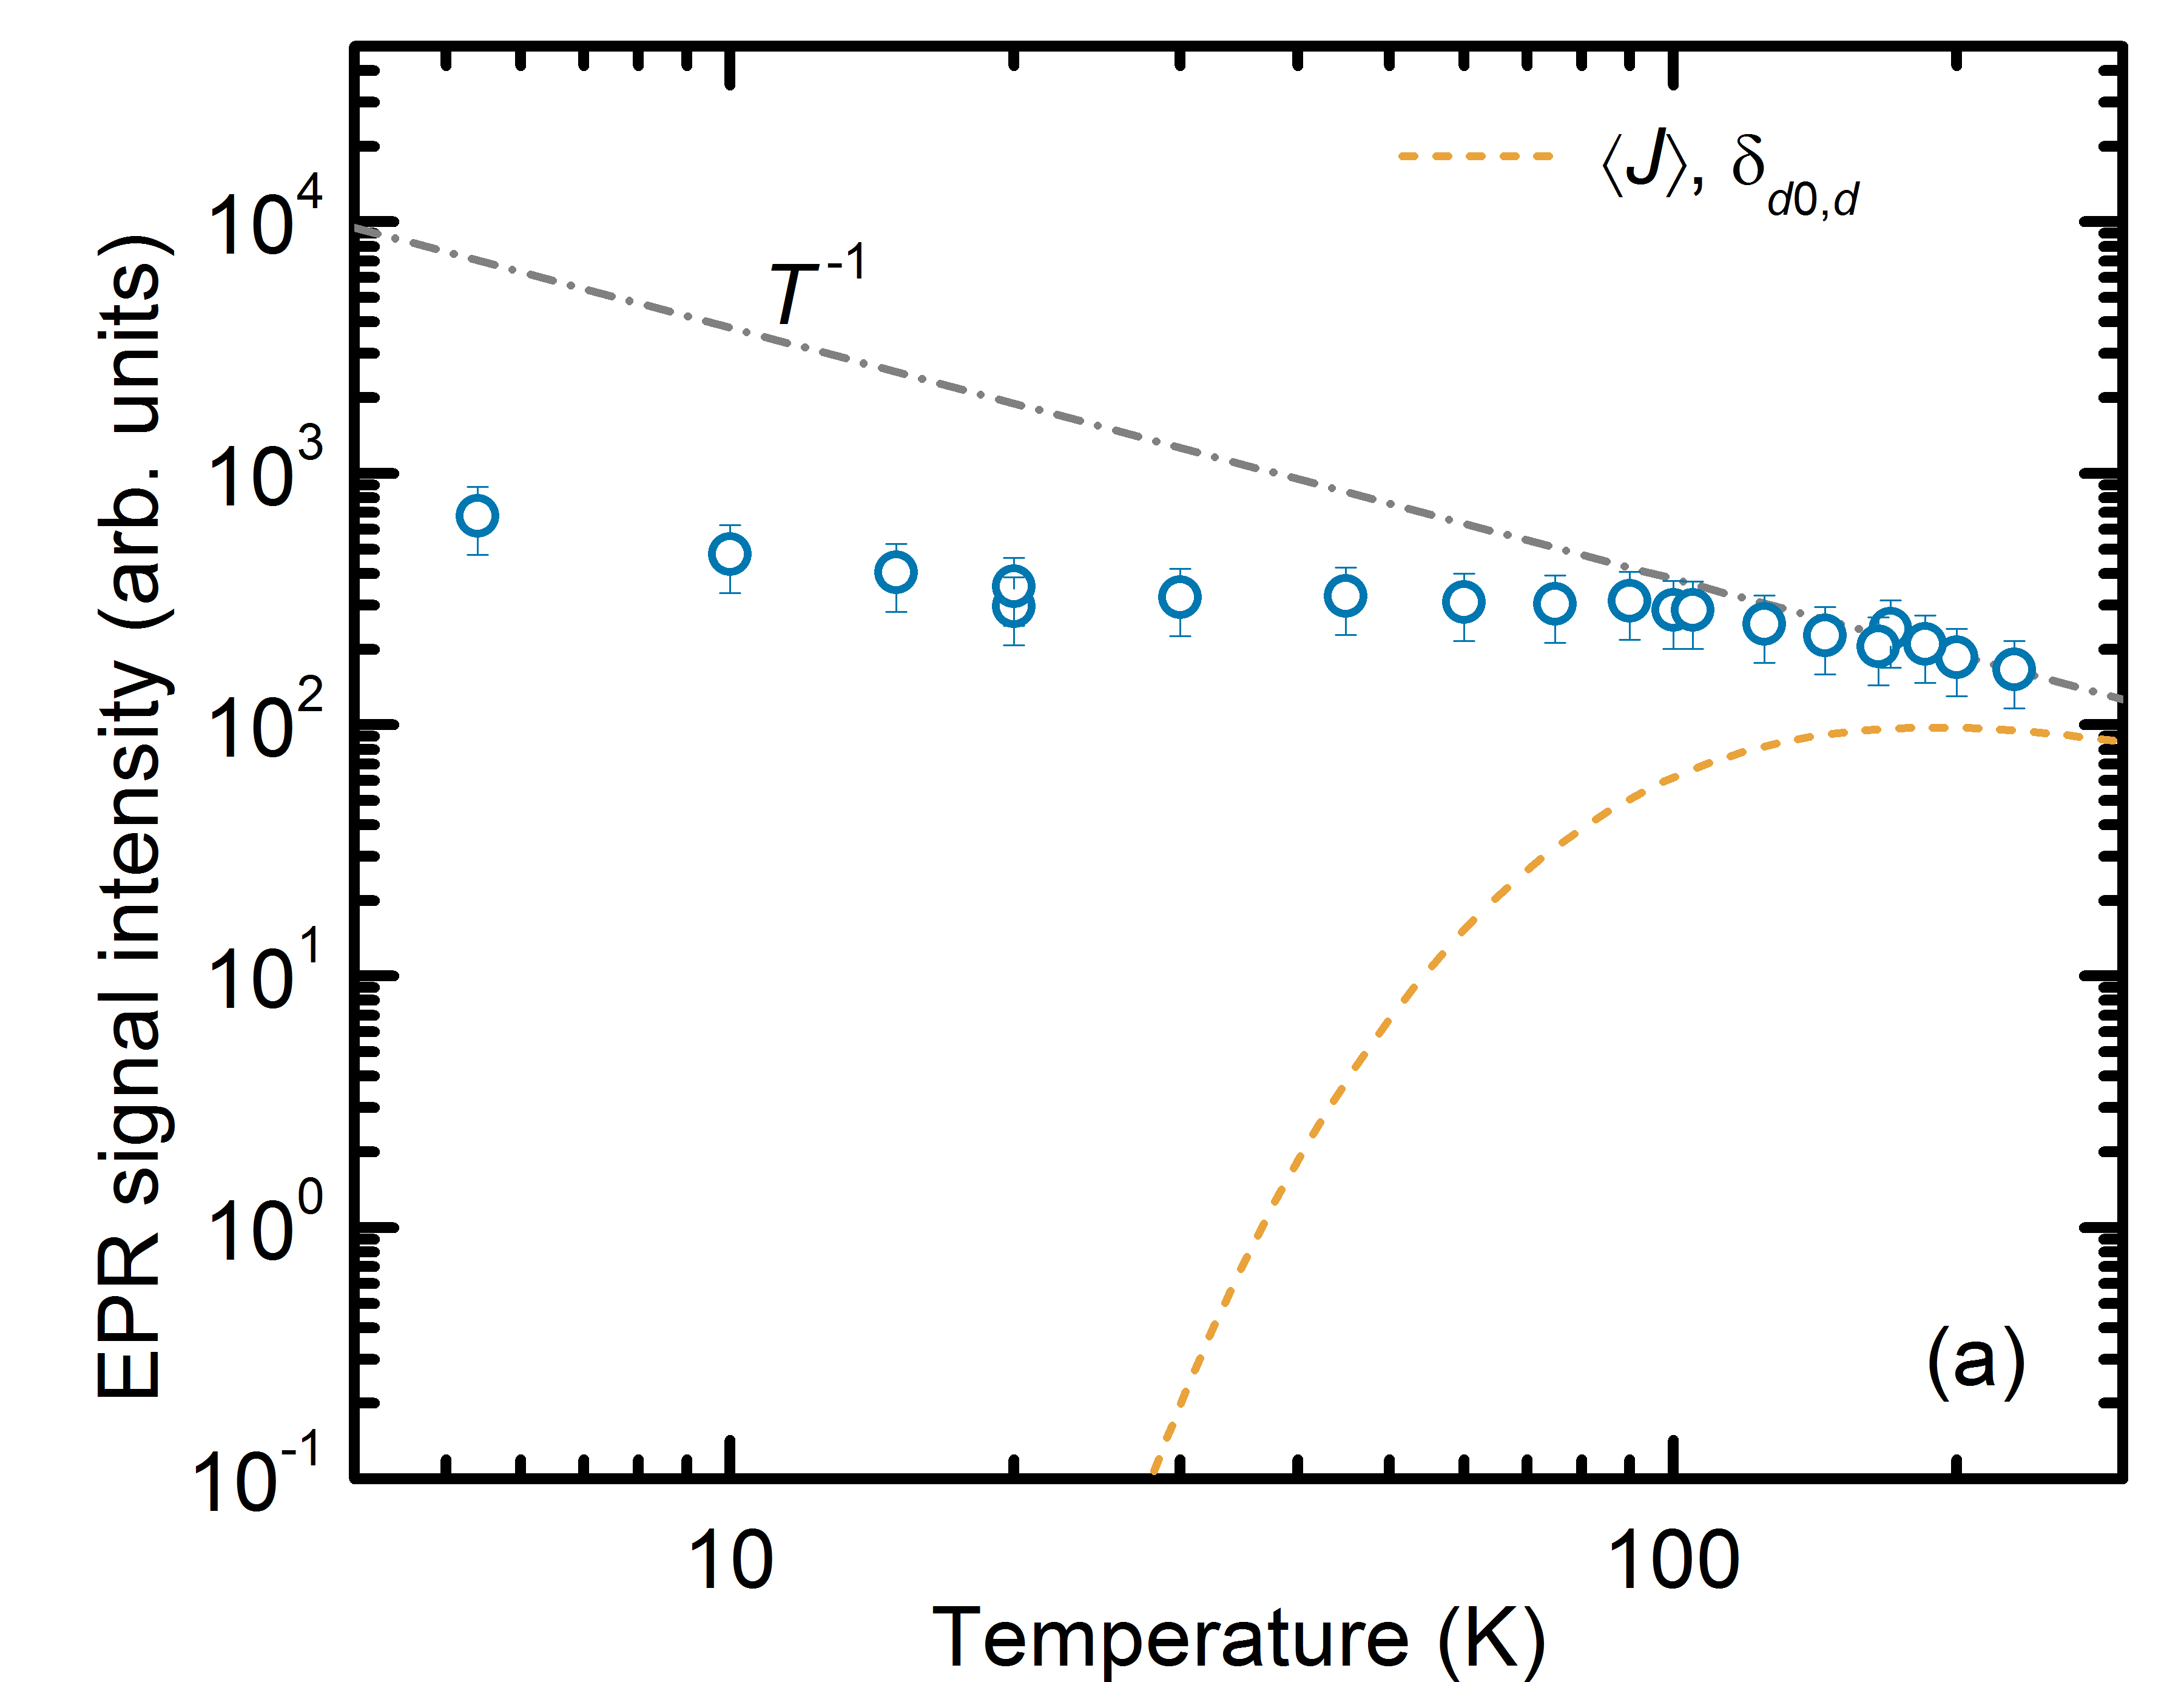 ⟨J⟩, δd0,d
T-1
104
103
102
101
100
10-1
EPR signal intensity (arb. units)
(a)
10 100
Temperature (K)